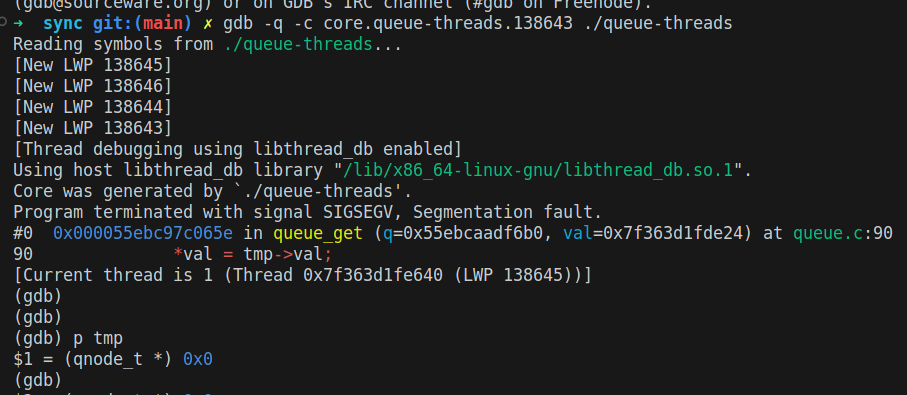 (gdb@sourceware.org) or on GDB's IRC channel (#gdb on Freenode).
➜ sync git:(main) ✗ gdb -q -c core.queue-threads.138643 ./queue-threads
Reading symbols from ./queue-threads...
[New LWP 138645]
[New LWP 138646]
[New LWP 138644]
[New LWP 138643]
[Thread debugging using libthread_db enabled]
Using host libthread_db library "/lib/x86_64-linux-gnu/libthread_db.so.1".
Core was generated by `./queue-threads'.
Program terminated with signal SIGSEGV, Segmentation fault.
#0 0x000055ebc97c065e in queue_get (q=0x55ebcaadf6b0, val=0x7f363d1fde24) at queue.c:90
90 *val = tmp->val;
[Current thread is 1 (Thread 0x7f363d1fe640 (LWP 138645))]
(gdb)
(gdb)
(gdb) p tmp
$1 = (qnode_t *) 0x0
(gdb)